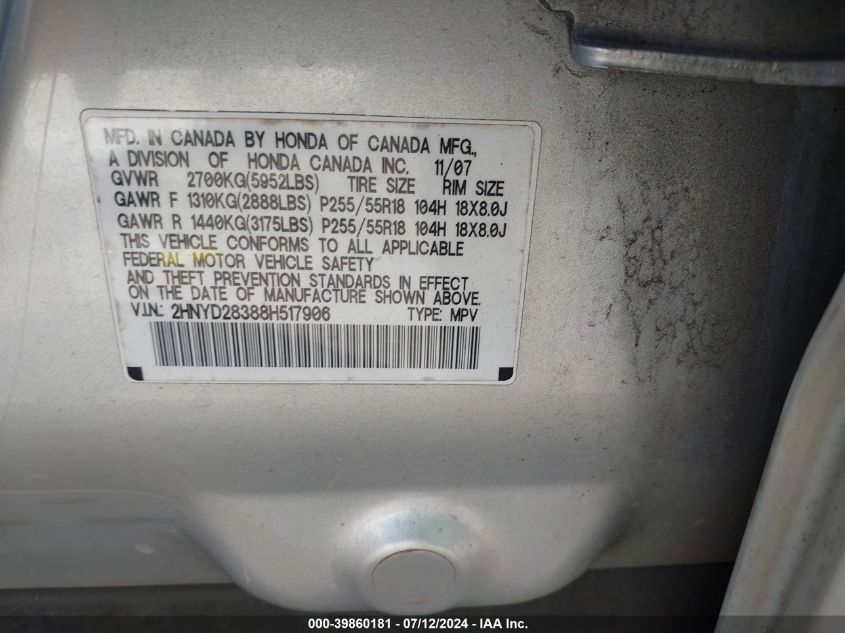 MFD. IN CANADA BY HONDA OF CANADA MFG.,
A DIVISION OF HONDA CANADA INC. 11/07
GVWR 2700KG(5952LBS) TIRE SIZE RIM SIZE
GAWR F 1310KG(2888LBS) P255/55R18 104H 18X8.0J
GAWR R 1440KG(3175LBS) P255/55R18 104H 18X8.0J
THIS VEHICLE CONFORMS TO ALL APPLICABLE
FEDERAL MOTOR VEHICLE SAFETY
AND THEFT PREVENTION STANDARDS IN EFFECT
ON THE DATE OF MANUFACTURE SHOWN ABOVE.
V.I.N.: 2HNYD28388H517906 TYPE: MPV
000-39860181 - 07/12/2024 - IAAI.COM - COPYRIGHT IAA, INC.